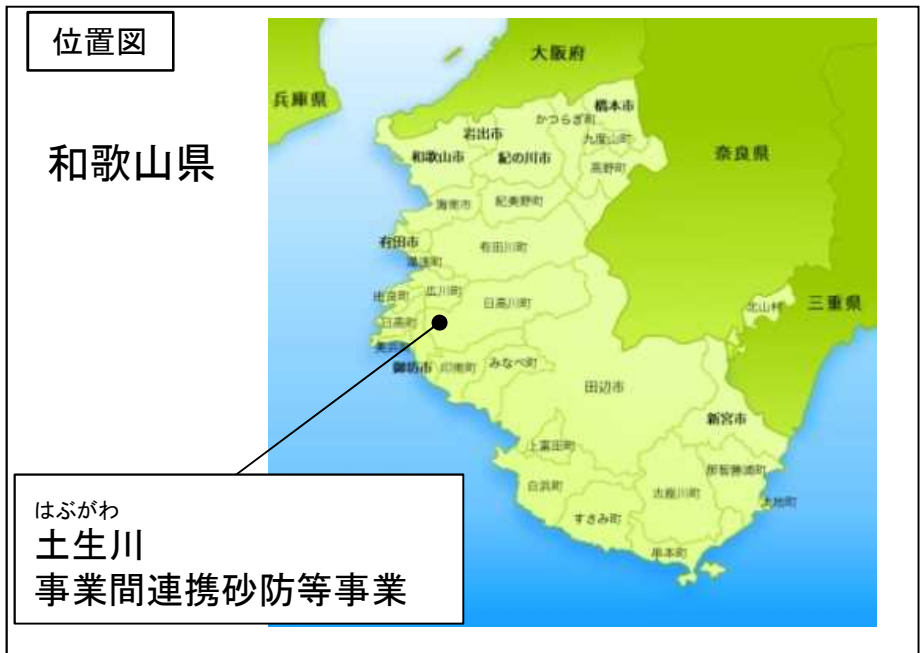 位置図
和歌山県
大阪府
兵庫県
橋本市
かつらぎ町
岩出市
九度山町
和歌山市
紀の川市
奈良県
高野町
海南市
紀美野町
有田市
有田川町
湯浅町
由良町
広川町
日高川町
北山村
三重県
日高町
美浜町
御坊市
印南町
みなべ町
田辺市
新宮市
上富田町
那智勝浦町
白浜町
古座川町
太地町
すさみ町
串本町
はぶがわ
土生川
事業間連携砂防等事業